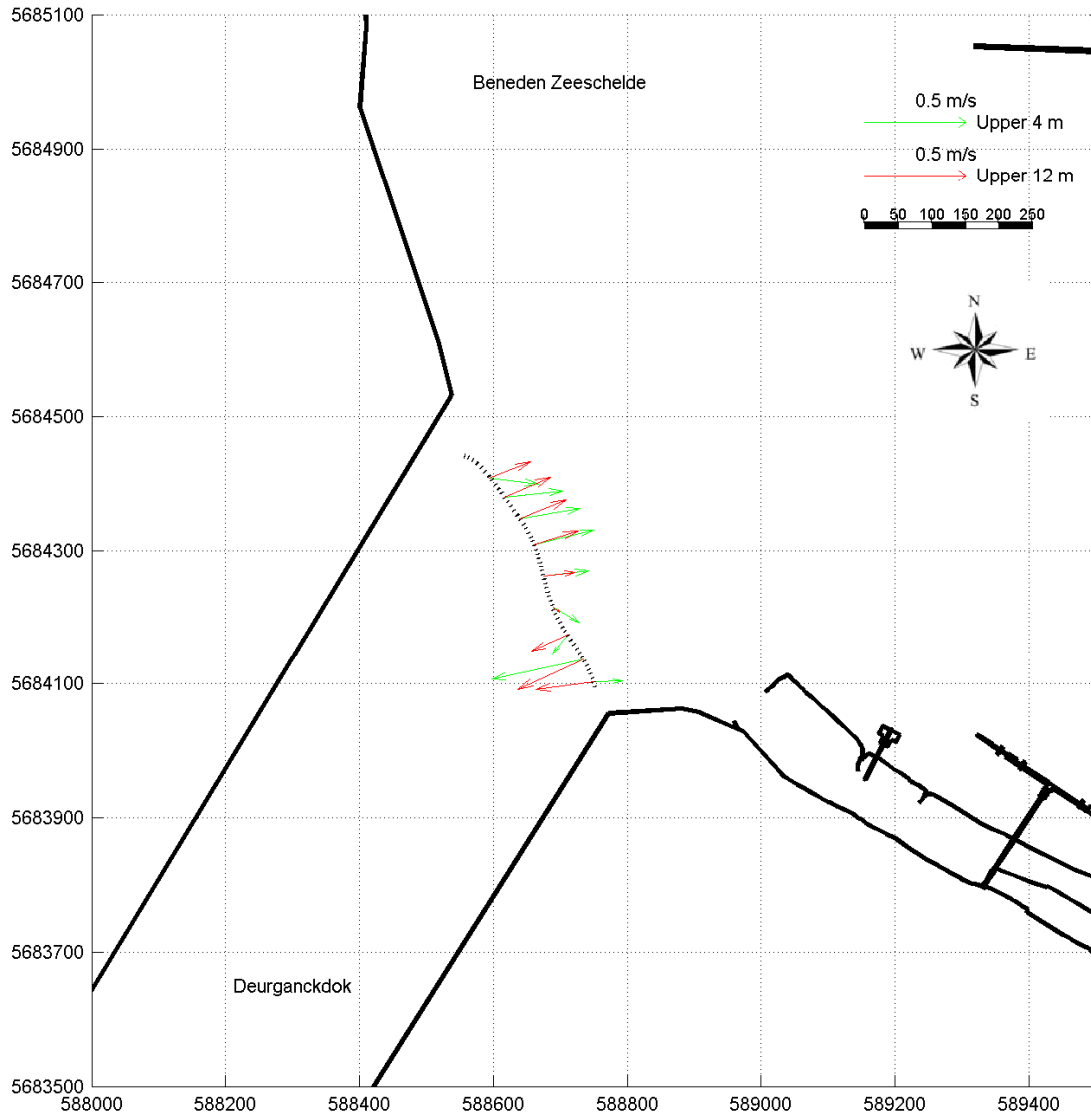 5685100
Beneden Zeeschelde
0.5 m/s
Upper 4 m
5684900
0.5 m/s
Upper 12 m
0 50 100 150 200 250
5684700
N
W E
S
5684500
5684300
5684100
5683900
5683700
Deurganckdok
5683500
588000 588200 588400 588600 588800 589000 589200 589400